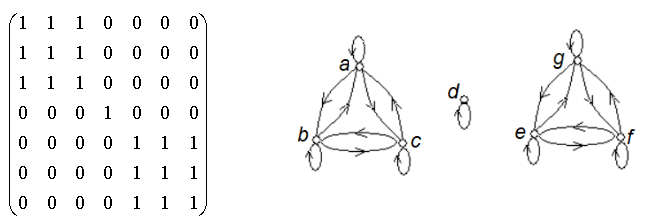 1 1 1 0 0 0 0
1 1 1 0 0 0 0
1 1 1 0 0 0 0
0 0 0 1 0 0 0
0 0 0 0 1 1 1
0 0 0 0 1 1 1
0 0 0 0 1 1 1
a
b
c
d
g
e
f